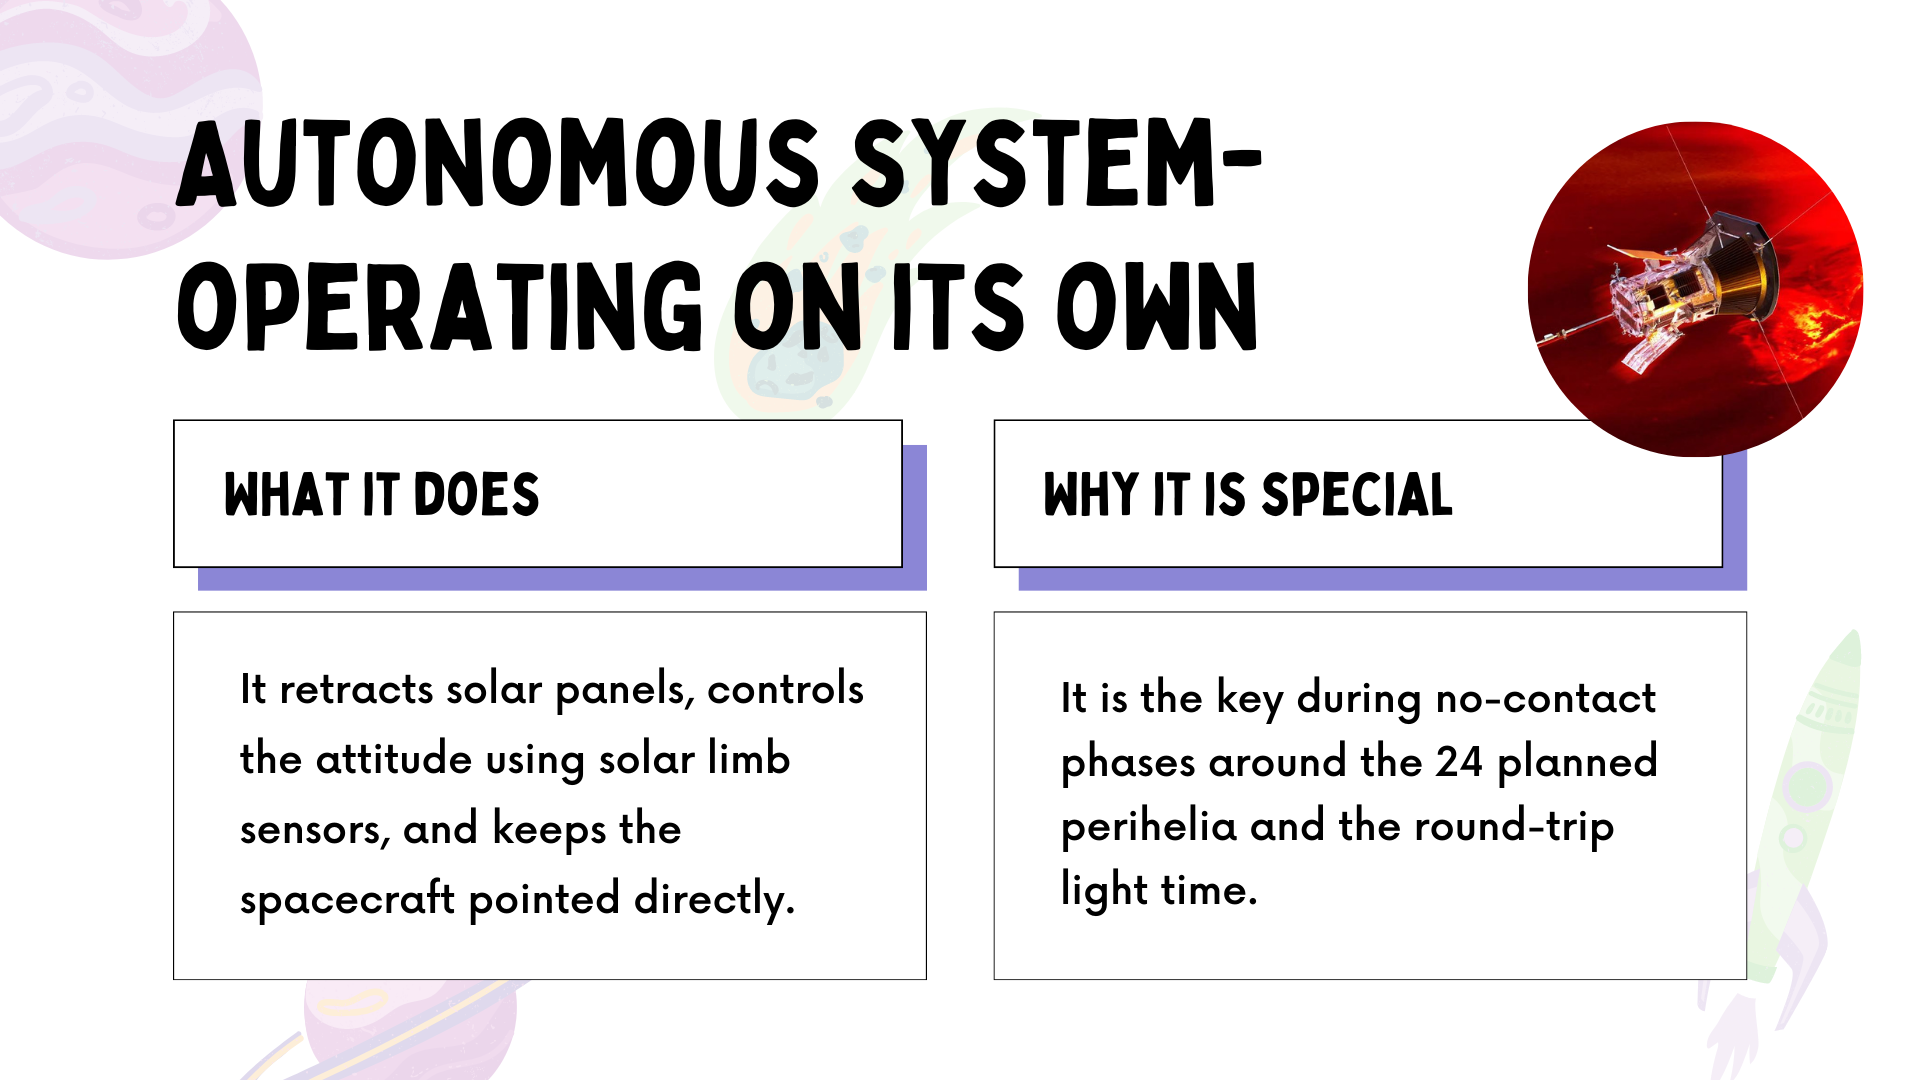 AUTONOMOUS SYSTEM-
OPERATING ON ITS OWN
WHAT IT DOES
It retracts solar panels, controls
the attitude using solar limb
sensors, and keeps the
spacecraft pointed directly.
WHY IT IS SPECIAL
It is the key during no-contact
phases around the 24 planned
perihelia and the round-trip
light time.